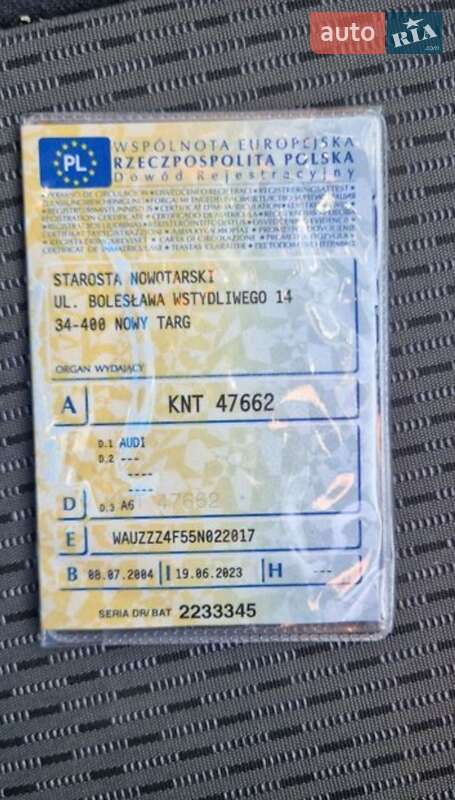 auto RIA
.com
PL
WSPÓLNOTA EUROPEJSKA
RZECZPOSPOLITA POLSKA
Dowód Rejestracyjny
STAROSTA NOWOTARSKI
UL. BOLESŁAWA WSTYDLIWEGO 14
34-400 NOWY TARG
ORGAN WYDAJĄCY
A KNT 47662
D.1 AUDI
D.2 ---
----
----
D D.3 A6 47662
E WAUZZZ4F55N022017
B 08.07.2004 I 19.06.2023 H ---
SERIA DR/BAT 2233345